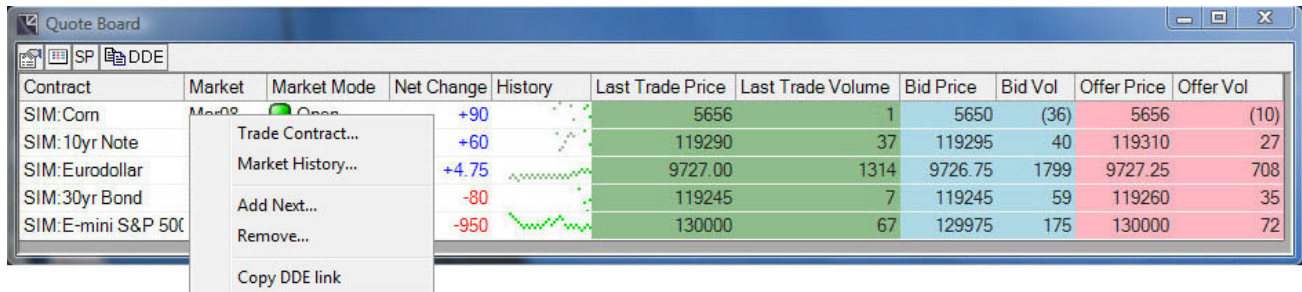 Quote Board
SP DDE
Contract Market Market Mode Net Change History Last Trade Price Last Trade Volume Bid Price Bid Vol Offer Price Offer Vol
SIM:Corn Mar08 Open +90 5656 1 5650 (36) 5656 (10)
SIM:10yr Note +60 119290 37 119295 40 119310 27
SIM:Eurodollar +4.75 9727.00 1314 9726.75 1799 9727.25 708
SIM:30yr Bond -80 119245 7 119245 59 119260 35
SIM:E-mini S&P 500 -950 130000 67 129975 175 130000 72
Trade Contract...
Market History...
Add Next...
Remove...
Copy DDE link